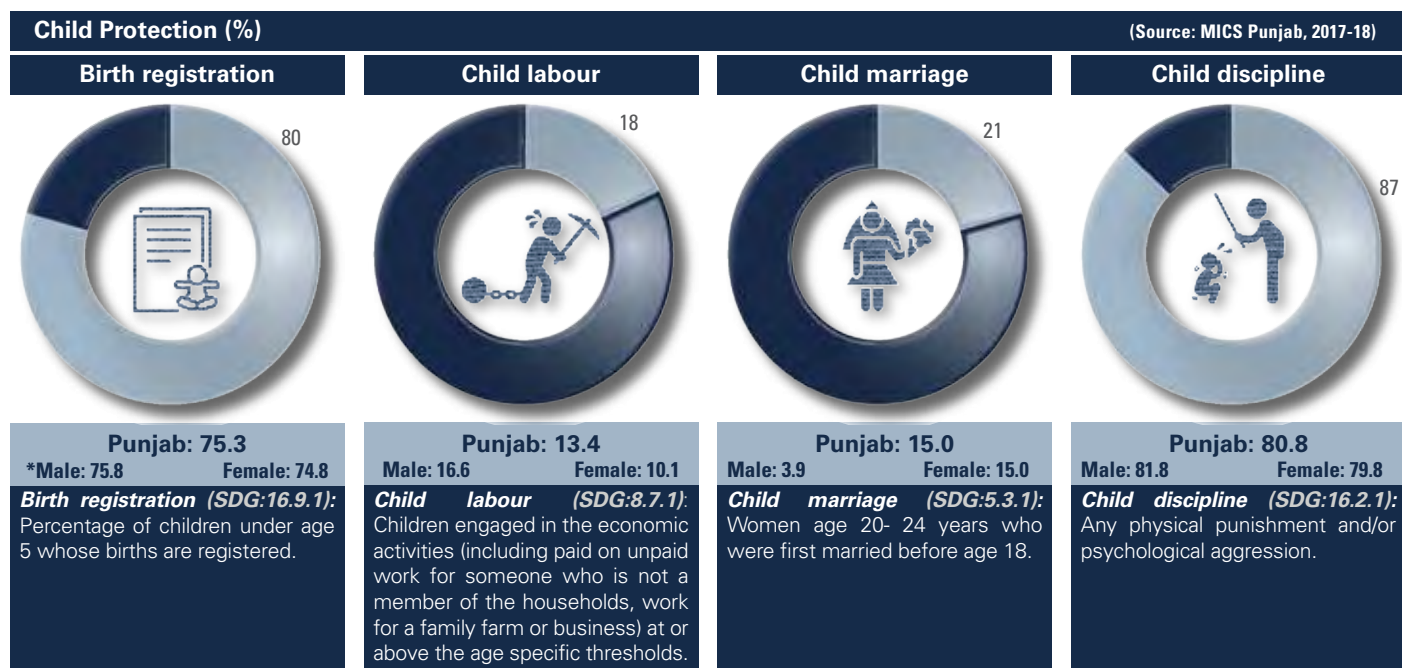 Child Protection (%)
(Source: MICS Punjab, 2017-18)
Birth registration
80
Punjab: 75.3
*Male: 75.8 Female: 74.8
Birth registration (SDG:16.9.1):
Percentage of children under age
5 whose births are registered.
Child labour
18
Punjab: 13.4
Male: 16.6 Female: 10.1
Child labour (SDG:8.7.1):
Children engaged in the economic
activities (including paid on unpaid
work for someone who is not a
member of the households, work
for a family farm or business) at or
above the age specific thresholds.
Child marriage
21
Punjab: 15.0
Male: 3.9 Female: 15.0
Child marriage (SDG:5.3.1):
Women age 20- 24 years who
were first married before age 18.
Child discipline
87
Punjab: 80.8
Male: 81.8 Female: 79.8
Child discipline (SDG:16.2.1):
Any physical punishment and/or
psychological aggression.